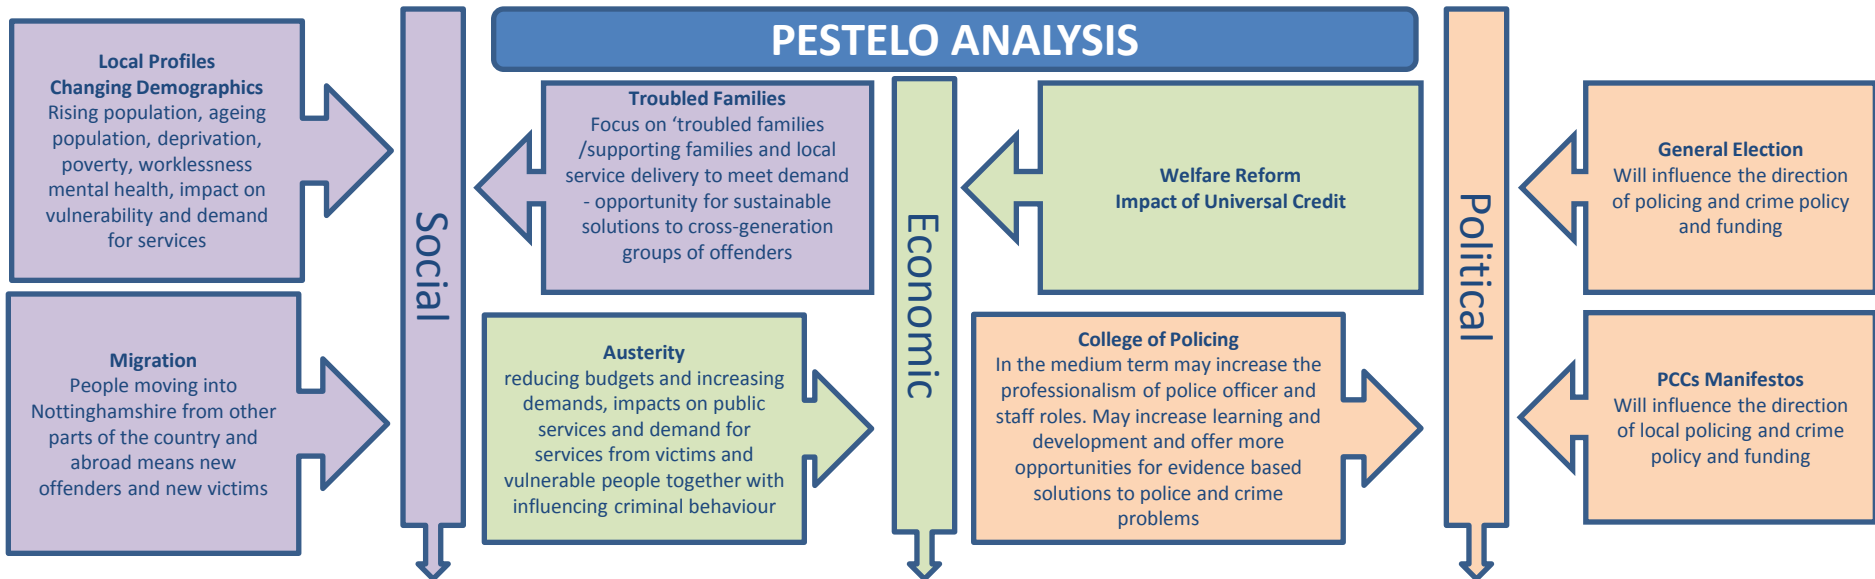 PESTELO ANALYSIS
Local Profiles
Changing Demographics
Rising population, ageing
population, deprivation,
poverty, worklessness
mental health, impact on
vulnerability and demand
for services
Migration
People moving into
Nottinghamshire from other
parts of the country and
abroad means new
offenders and new victims
Social
Troubled Families
Focus on ‘troubled families
/supporting families and local
service delivery to meet demand
- opportunity for sustainable
solutions to cross-generation
groups of offenders
Austerity
reducing budgets and increasing
demands, impacts on public
services and demand for
services from victims and
vulnerable people together with
influencing criminal behaviour
Economic
Welfare Reform
Impact of Universal Credit
College of Policing
In the medium term may increase the
professionalism of police officer and
staff roles. May increase learning and
development and offer more
opportunities for evidence based
solutions to police and crime
problems
Political
General Election
Will influence the direction
of policing and crime policy
and funding
PCCs Manifestos
Will influence the direction
of local policing and crime
policy and funding